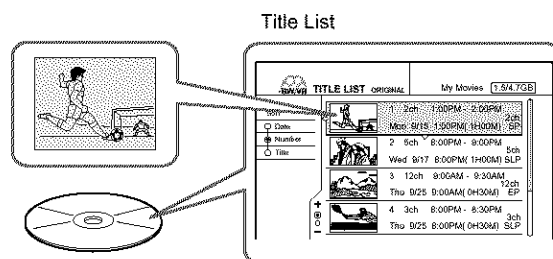 Title List
-RW VR TITLE LIST ORIGINAL My Movies 1.5/4.7GB
Sort
Date
Number
Title
1 2ch 1:00PM - 2:00PM 2ch
Mon 9/15 1:00PM(1H00M) SP
2 5ch 8:00PM - 9:00PM 5ch
Wed 9/17 8:00PM(1H00M) SLP
3 12ch 9:00AM - 9:30AM 12ch
Thu 9/25 9:00AM(0H30M) EP
4 3ch 8:00PM - 8:30PM 3ch
Thu 9/25 8:00PM(0H30M) SLP